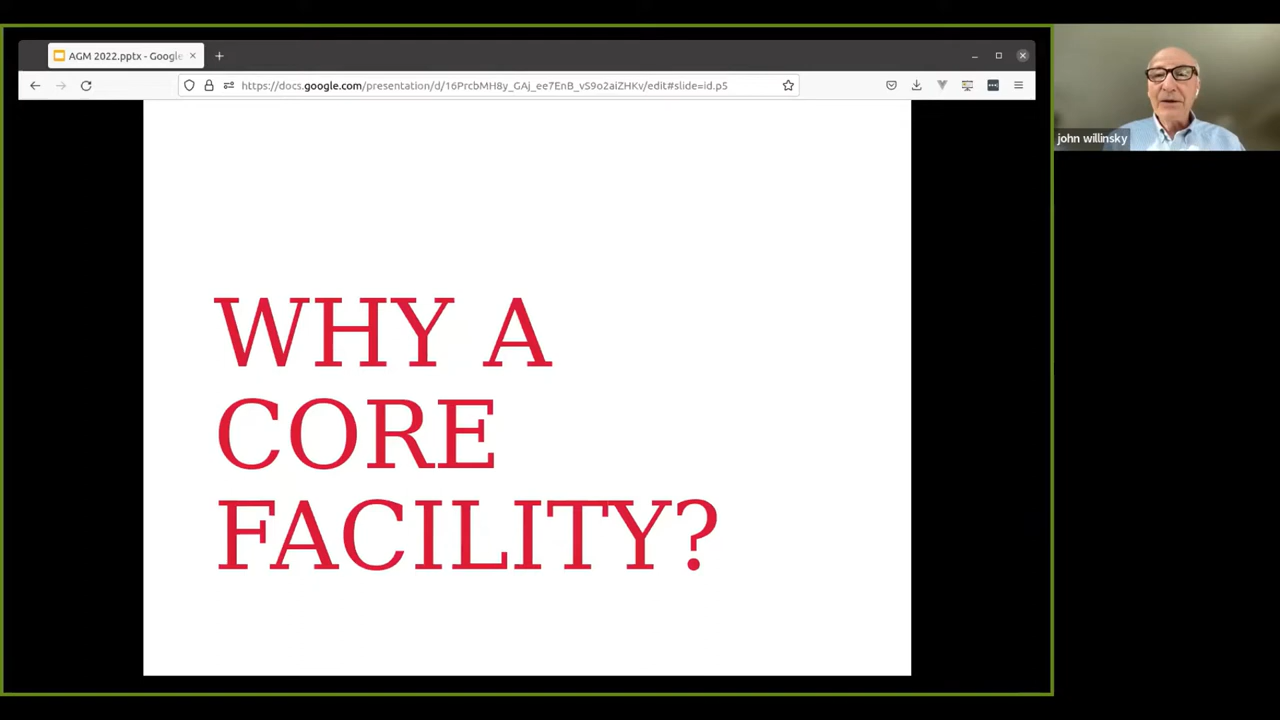 AGM 2022.pptx - Google
https://docs.google.com/presentation/d/16PrcbMH8y_GAj_ee7EnB_vS9o2aiZHKv/edit#slide=id.p5
john willinsky
WHY A
CORE
FACILITY?